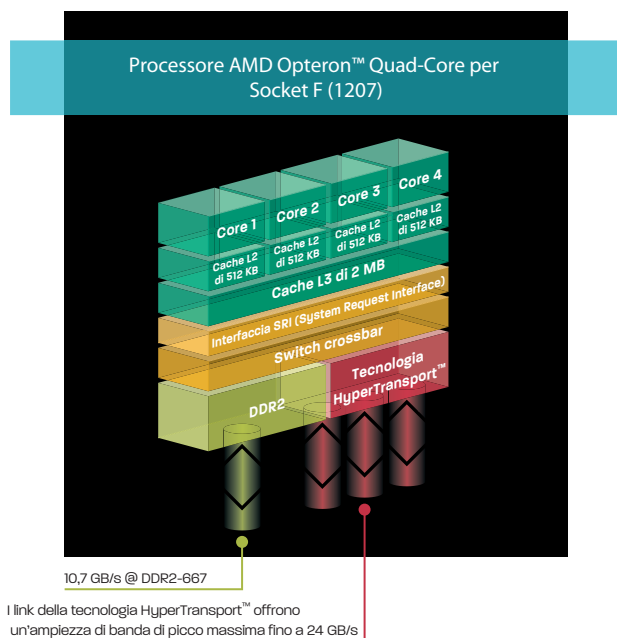 Processore AMD Opteron™ Quad-Core per
Socket F (1207)
Core 1
Core 2
Core 3
Core 4
Cache L2
di 512 KB
Cache L2
di 512 KB
Cache L2
di 512 KB
Cache L2
di 512 KB
Cache L3 di 2 MB
Interfaccia SRI (System Request Interface)
Switch crossbar
DDR2
Tecnologia
HyperTransport™
10,7 GB/s @ DDR2-667
I link della tecnologia HyperTransport™ offrono
un'ampiezza di banda di picco massima fino a 24 GB/s